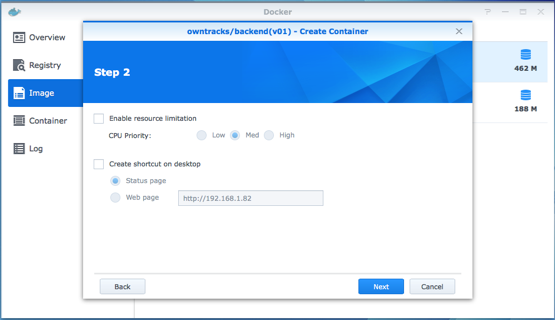 Docker
Overview
Registry
Image
Container
Log
462 M
188 M
owntracks/backend(v01) - Create Container
Step 2
Enable resource limitation
CPU Priority: Low Med High
Create shortcut on desktop
Status page
Web page http://192.168.1.82
Back Next Cancel